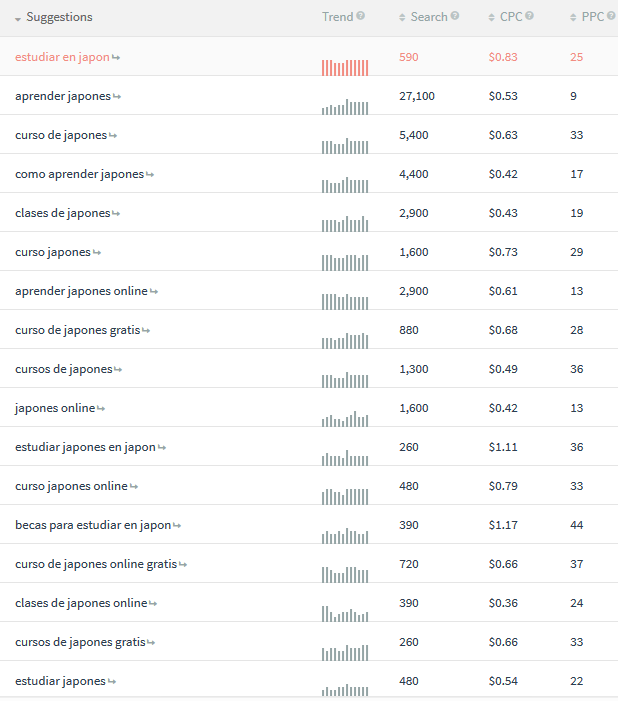 Suggestions Trend Search CPC PPC
estudiar en japon 590 $0.83 25
aprender japones 27,100 $0.53 9
curso de japones 5,400 $0.63 33
como aprender japones 4,400 $0.42 17
clases de japones 2,900 $0.43 19
curso japones 1,600 $0.73 29
aprender japones online 2,900 $0.61 13
curso de japones gratis 880 $0.68 28
cursos de japones 1,300 $0.49 36
japones online 1,600 $0.42 13
estudiar japones en japon 260 $1.11 36
curso japones online 480 $0.79 33
becas para estudiar en japon 390 $1.17 44
curso de japones online gratis 720 $0.66 37
clases de japones online 390 $0.36 24
cursos de japones gratis 260 $0.66 33
estudiar japones 480 $0.54 22